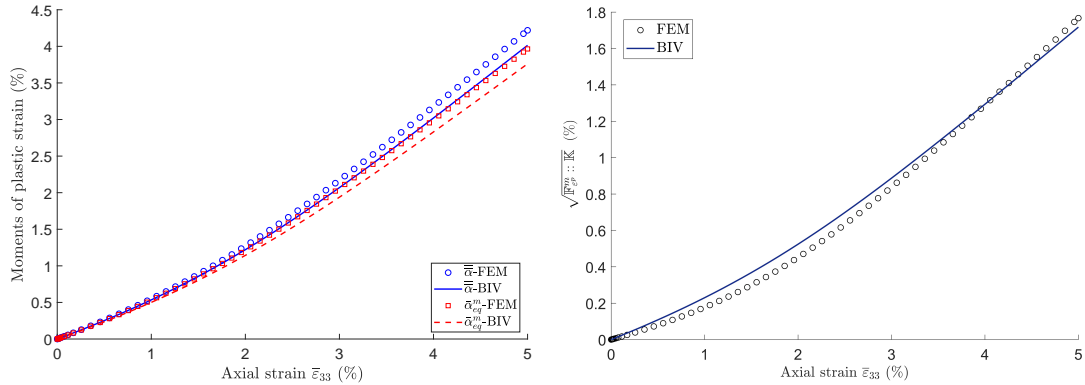 4.5
4
3.5
3
2.5
2
1.5
1
0.5
0
Moments of plastic strain (%)
α̿-FEM
α̿-BIV
ᾱᵐₑq-FEM
ᾱᵐₑq-BIV
0 1 2 3 4 5
Axial strain ε̄₃₃ (%)
1.8
1.6
1.4
1.2
1
0.8
0.6
0.4
0.2
0
√(𝔽ᵐ_εᵖ :: 𝕂) (%)
FEM
BIV
0 1 2 3 4 5
Axial strain ε̄₃₃ (%)